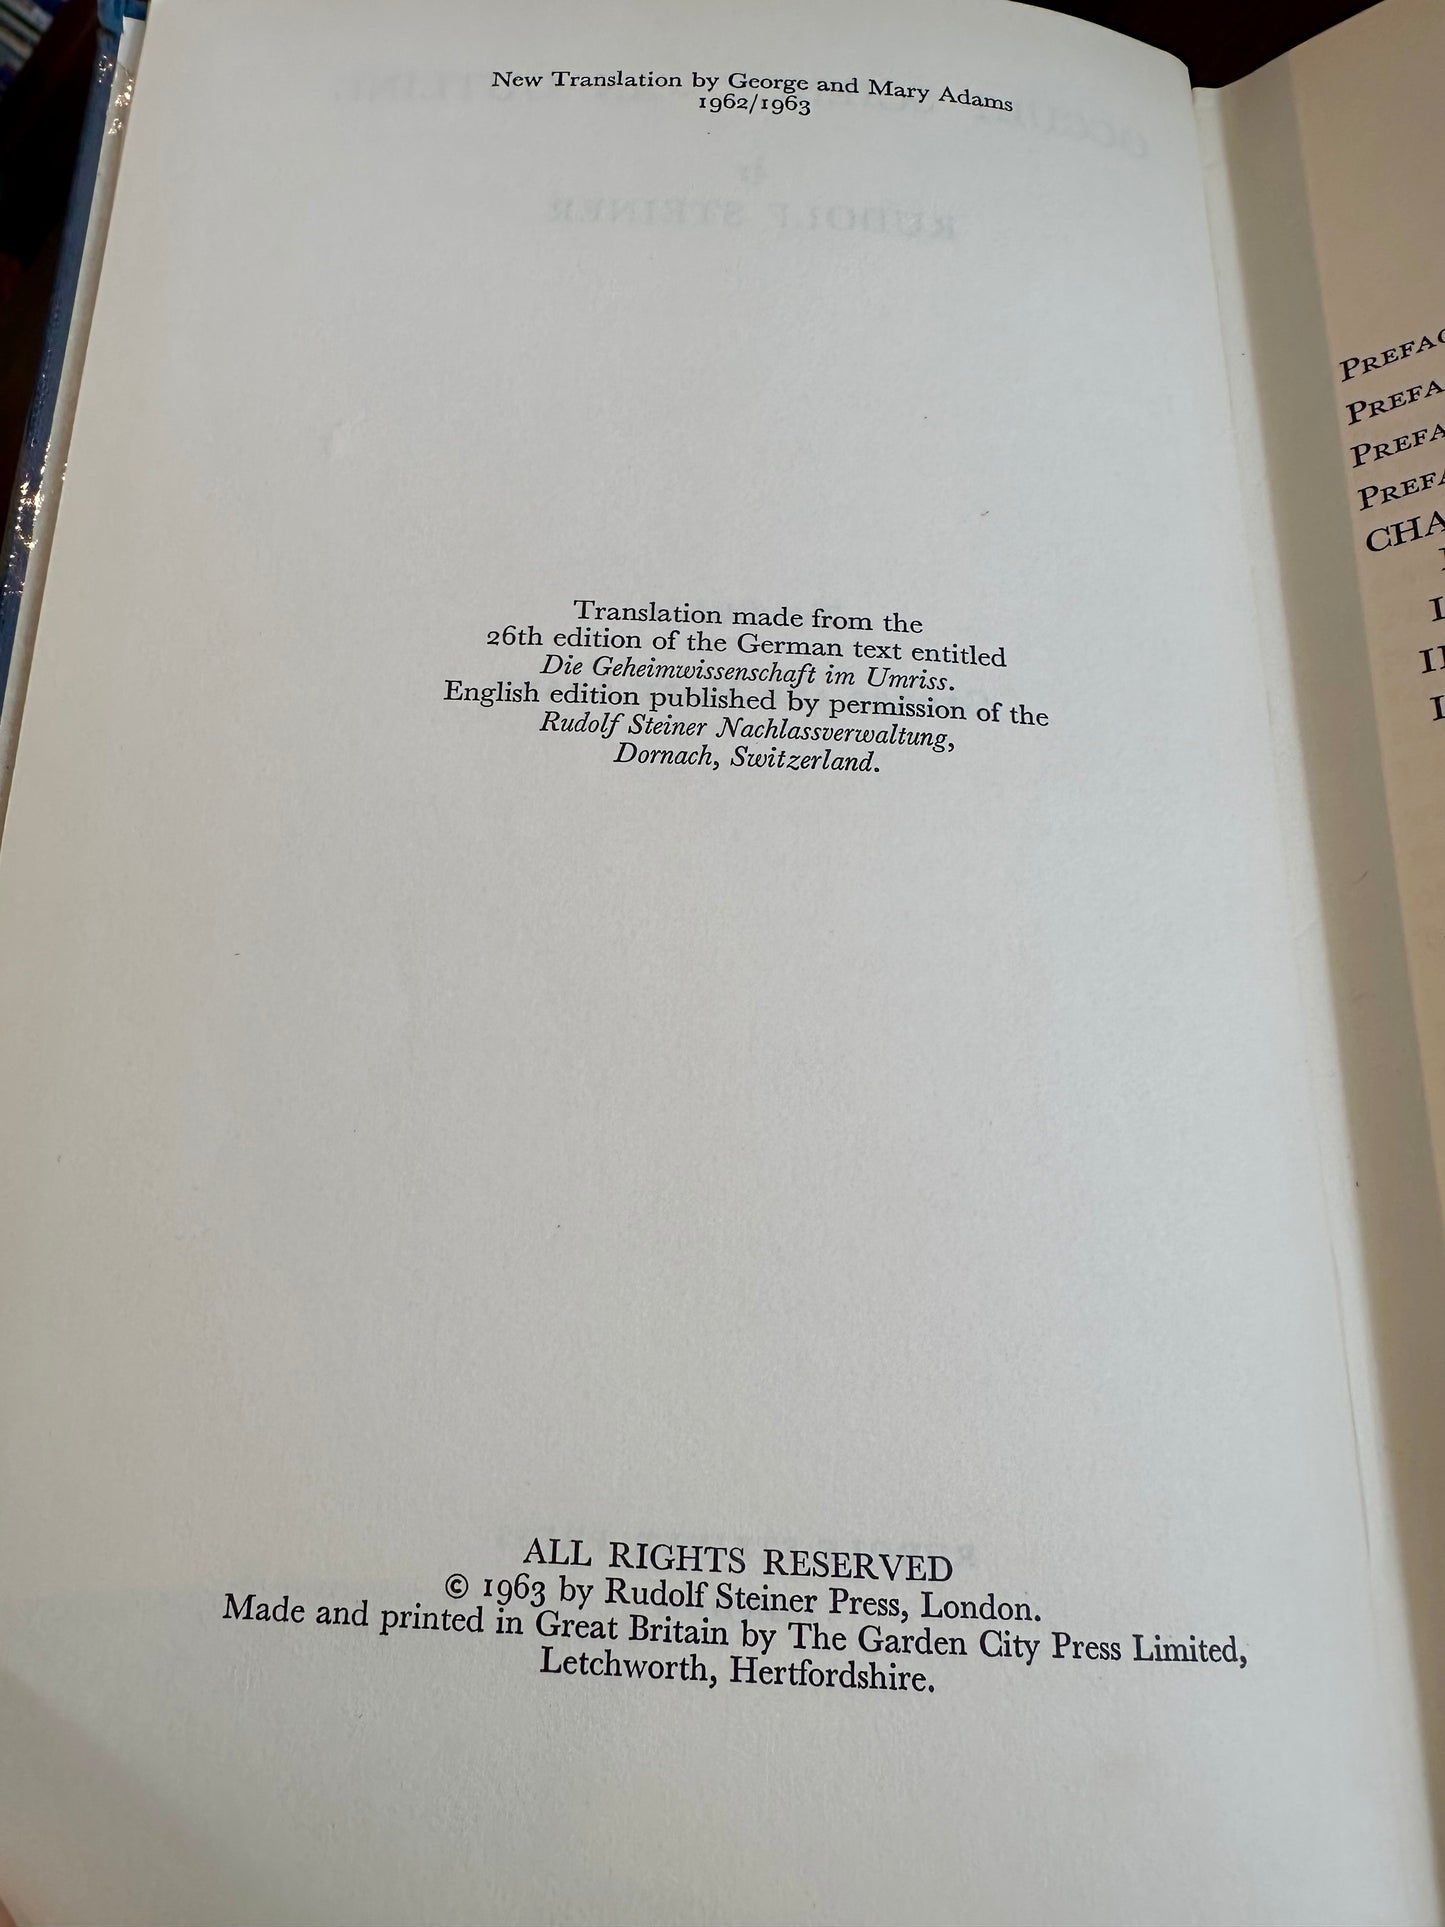 New Translation by George and Mary Adams
1962/1963
Translation made from the
26th edition of the German text entitled
Die Geheimwissenschaft im Umriss.
English edition published by permission of the
Rudolf Steiner Nachlassverwaltung,
Dornach, Switzerland.
ALL RIGHTS RESERVED
© 1963 by Rudolf Steiner Press, London.
Made and printed in Great Britain by The Garden City Press Limited,
Letchworth, Hertfordshire.